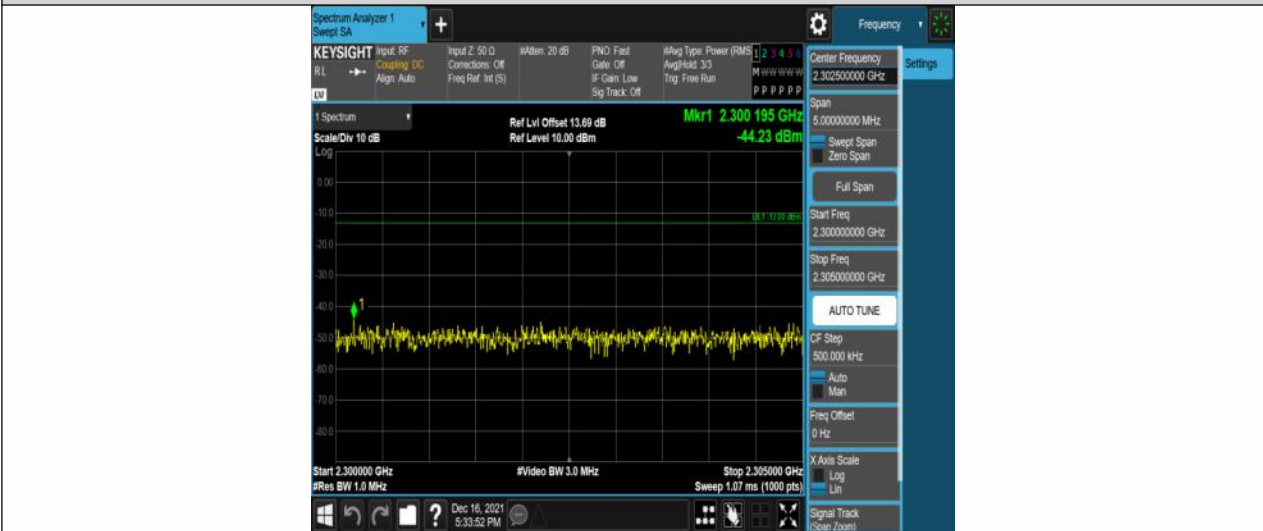 Spectrum Analyzer 1
Swept SA
+
Frequency
KEYSIGHT
RL
Input: RF
Coupling: DC
Align: Auto
Input Z: 50 Ω
Corrections: Off
Freq Ref: Int (S)
#Atten: 20 dB
PNO: Fast
Gate: Off
IF Gain: Low
Sig Track: Off
#Avg Type: Power (RMS
Avg|Hold: 3/3
Trig: Free Run
1 2 3 4 5 6
M W W W W W
P P P P P P
LW
1 Spectrum
Scale/Div 10 dB
Log
Ref Lvl Offset 13.69 dB
Ref Level 10.00 dBm
Mkr1 2.300 195 GHz
-44.23 dBm
0.00
-10.0
-20.0
-30.0
-40.0
-50.0
-60.0
-70.0
-80.0
DL1 -13.00 dBm
1
Start 2.300000 GHz
#Res BW 1.0 MHz
#Video BW 3.0 MHz
Stop 2.305000 GHz
Sweep 1.07 ms (1000 pts)
Center Frequency
2.302500000 GHz
Settings
Span
5.00000000 MHz
Swept Span
Zero Span
Full Span
Start Freq
2.300000000 GHz
Stop Freq
2.305000000 GHz
AUTO TUNE
CF Step
500.000 kHz
Auto
Man
Freq Offset
0 Hz
X Axis Scale
Log
Lin
Signal Track
(Span Zoom)
?
Dec 16, 2021
5:33:52 PM